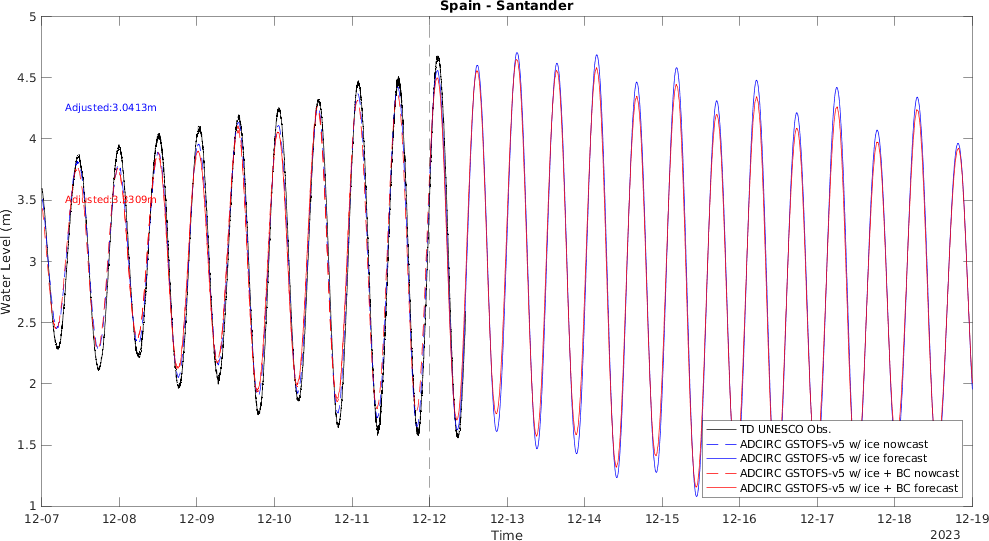 Spain - Santander
5
4.5
4
3.5
3
2.5
2
1.5
1
Water Level (m)
Adjusted:3.0413m
Adjusted:3.3309m
TD UNESCO Obs.
ADCIRC GSTOFS-v5 w/ ice nowcast
ADCIRC GSTOFS-v5 w/ ice forecast
ADCIRC GSTOFS-v5 w/ ice + BC nowcast
ADCIRC GSTOFS-v5 w/ ice + BC forecast
12-07 12-08 12-09 12-10 12-11 12-12 12-13 12-14 12-15 12-16 12-17 12-18 12-19
Time
2023